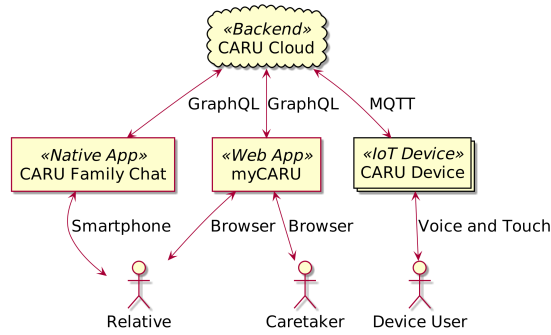 «Backend»
CARU Cloud
GraphQL
GraphQL
MQTT
«Native App»
CARU Family Chat
«Web App»
myCARU
«IoT Device»
CARU Device
Smartphone
Browser
Browser
Voice and Touch
Relative
Caretaker
Device User